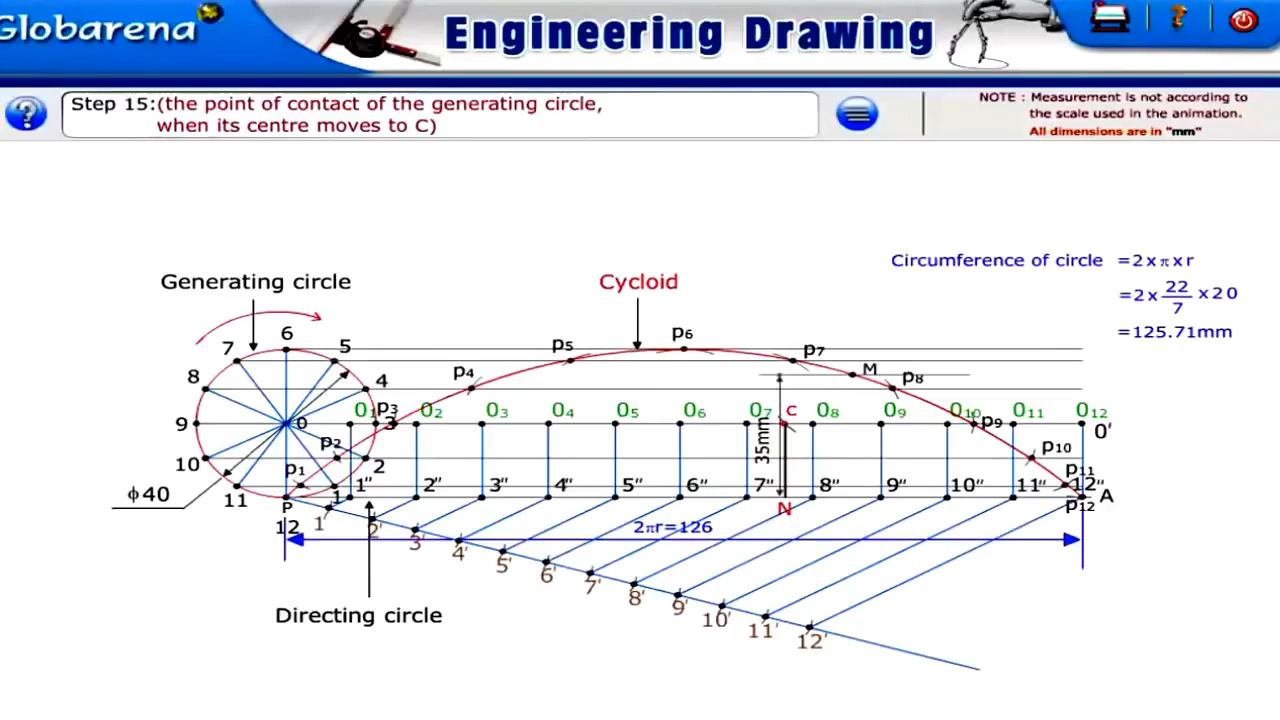 Globarena
Engineering Drawing
Step 15:(the point of contact of the generating circle,
when its centre moves to C)
NOTE : Measurement is not according to
the scale used in the animation.
All dimensions are in "mm"
Circumference of circle =2xπxr
=2x 22/7 x20
=125.71mm
Generating circle
Cycloid
6
7 5
8 4
9 O 3
10 2
11 1
P
12
p₁ p₂ p₃ p₄ p₅ p₆ p₇ M p₈ p₉ p₁₀ p₁₁ p₁₂
O₁ O₂ O₃ O₄ O₅ O₆ O₇ C O₈ O₉ O₁₀ O₁₁ O₁₂
O'
35mm
1" 2" 3" 4" 5" 6" 7" 8" 9" 10" 11" 12" A
N
ϕ40
2πr=126
1' 2' 3' 4' 5' 6' 7' 8' 9' 10' 11' 12'
Directing circle